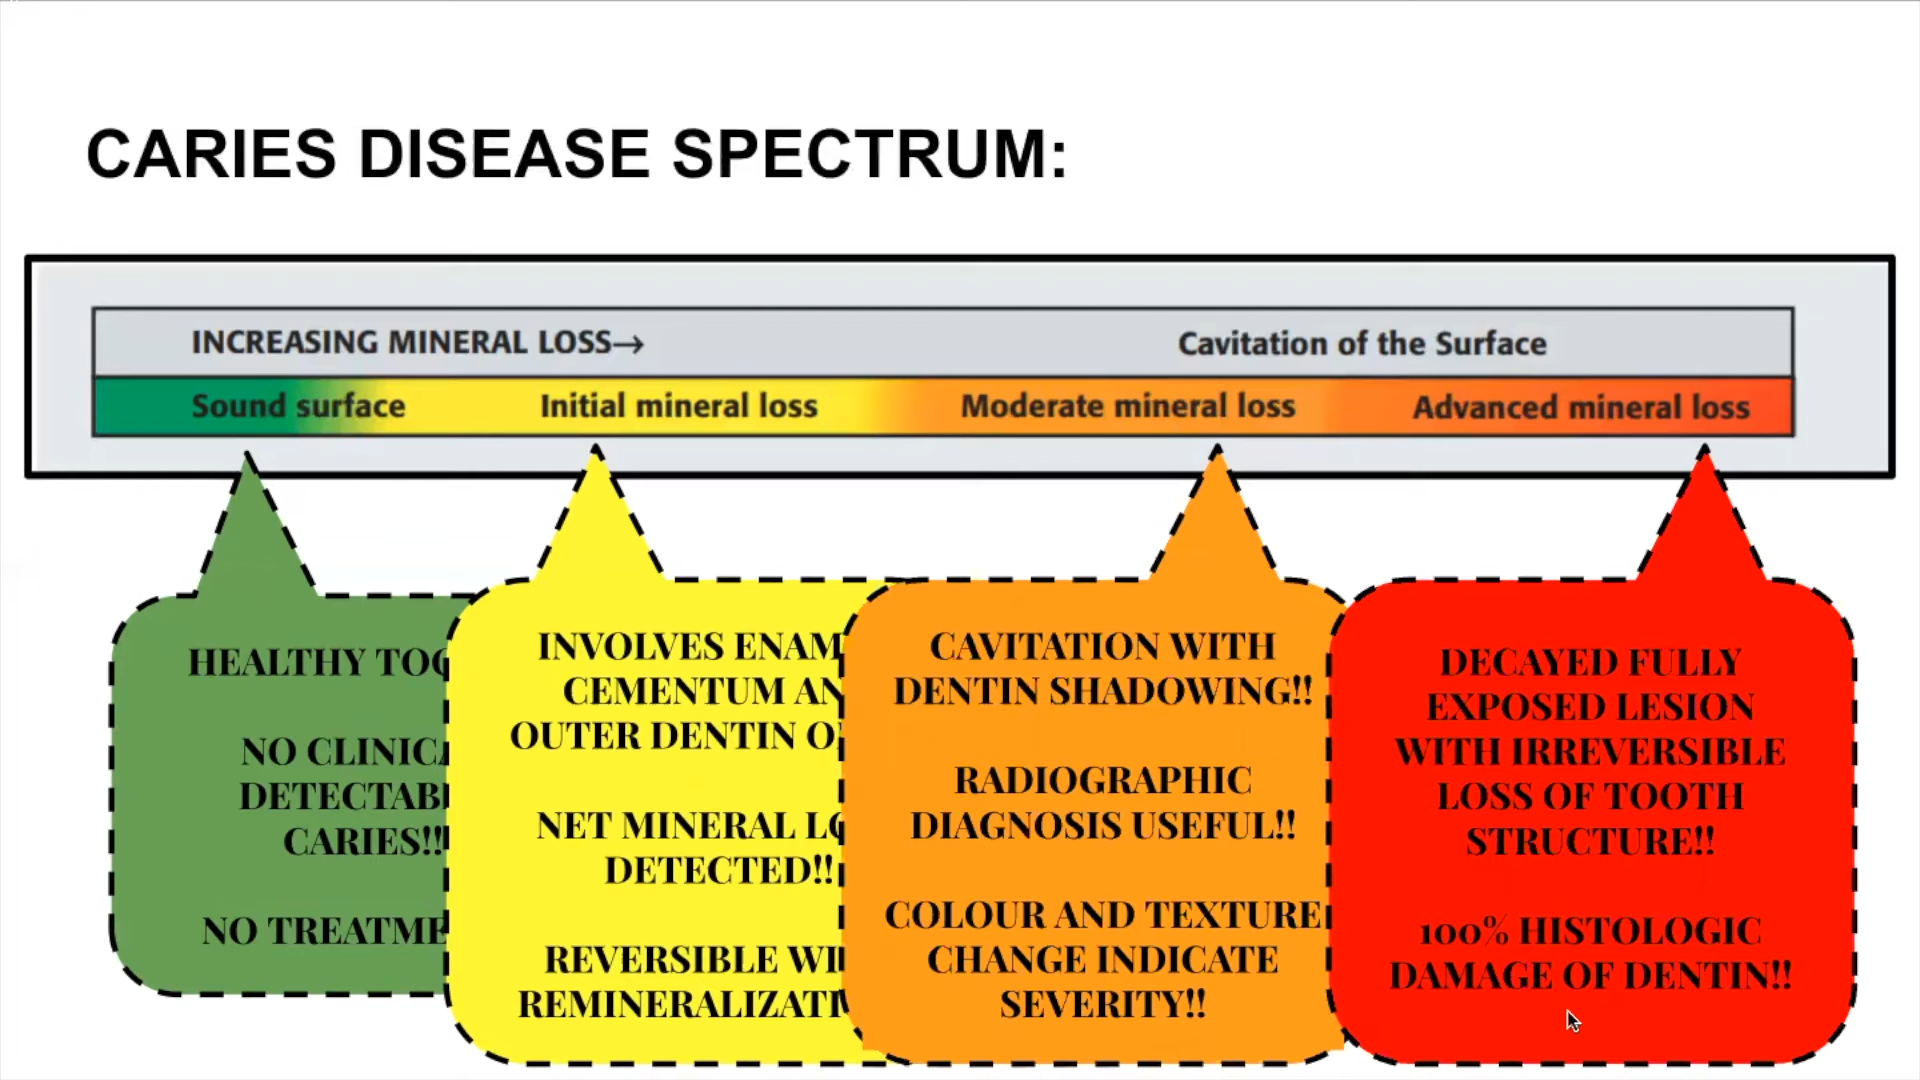 CARIES DISEASE SPECTRUM:
INCREASING MINERAL LOSS→
Cavitation of the Surface
Sound surface
Initial mineral loss
Moderate mineral loss
Advanced mineral loss
HEALTHY
NO
CARIES!!
NO
INVOLVES
CEMENTUM
OUTER DENTIN
NET MINERAL
DETECTED!!
REVERSIBLE
CAVITATION WITH
DENTIN SHADOWING!!
RADIOGRAPHIC
DIAGNOSIS USEFUL!!
COLOUR AND TEXTURE
CHANGE INDICATE
SEVERITY!!
DECAYED FULLY
EXPOSED LESION
WITH IRREVERSIBLE
LOSS OF TOOTH
STRUCTURE!!
100% HISTOLOGIC
DAMAGE OF DENTIN!!